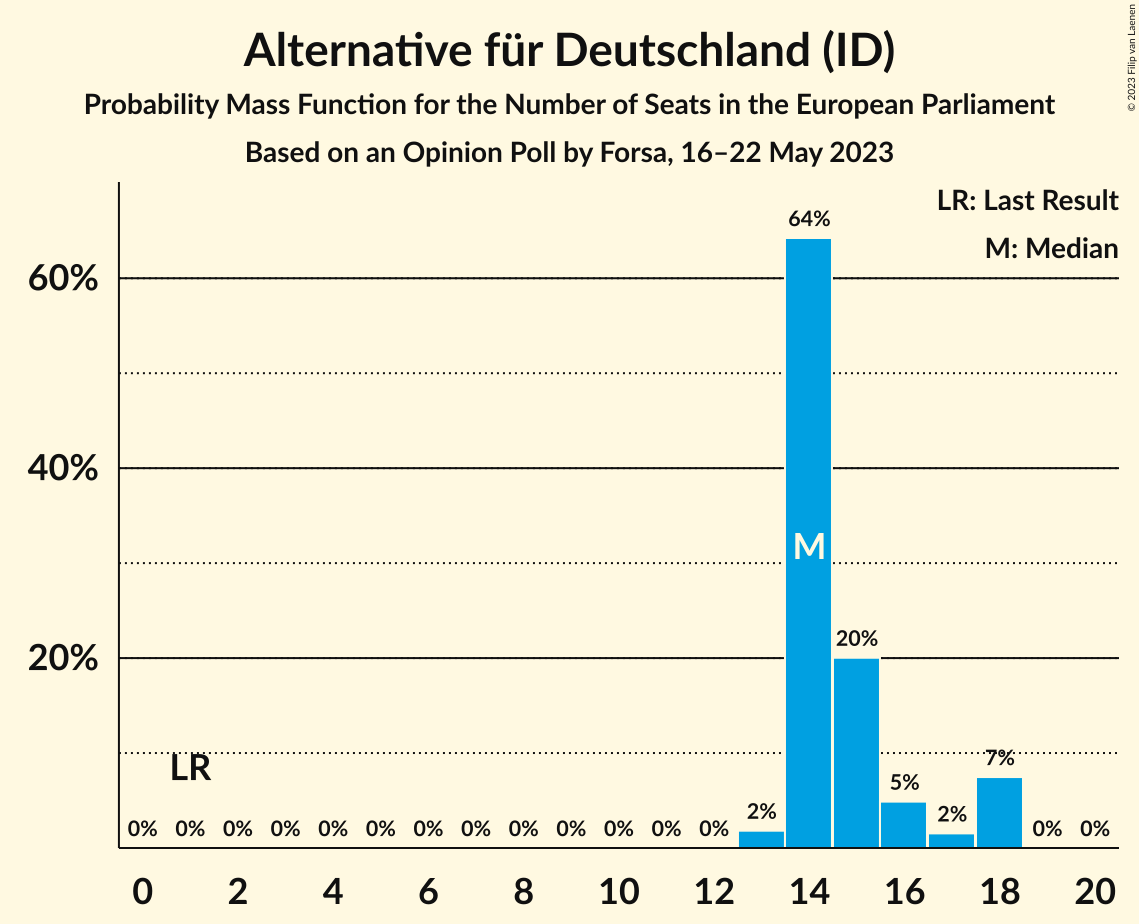 Alternative für Deutschland (ID)
Probability Mass Function for the Number of Seats in the European Parliament
Based on an Opinion Poll by Forsa, 16–22 May 2023
© 2023 Filip van Laenen
LR: Last Result
M: Median
64%
60%
40%
M
20%
20%
LR
7%
5%
2%
2%
0% 0% 0% 0% 0% 0% 0% 0% 0% 0% 0% 0% 0% 0% 0%
0 2 4 6 8 10 12 14 16 18 20